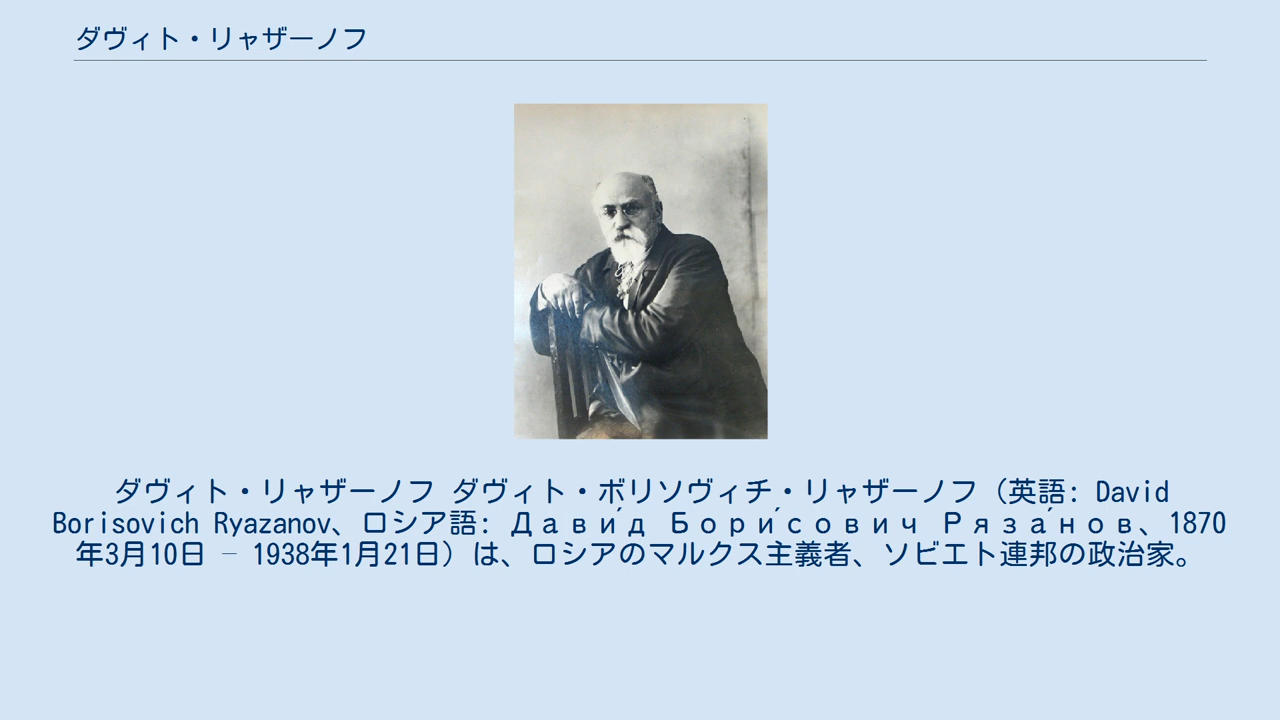 ダヴィト・リャザーノフ
ダヴィト・リャザーノフ ダヴィト・ボリソヴィチ・リャザーノフ（英語: David
Borisovich Ryazanov、ロシア語: Дави́д Бори́сович Ряза́нов、1870
年3月10日 – 1938年1月21日）は、ロシアのマルクス主義者、ソビエト連邦の政治家。